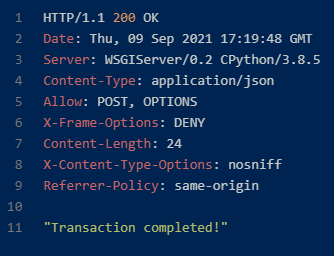 1 HTTP/1.1 200 OK
2 Date: Thu, 09 Sep 2021 17:19:48 GMT
3 Server: WSGIServer/0.2 CPython/3.8.5
4 Content-Type: application/json
5 Allow: POST, OPTIONS
6 X-Frame-Options: DENY
7 Content-Length: 24
8 X-Content-Type-Options: nosniff
9 Referrer-Policy: same-origin
10
11 "Transaction completed!"